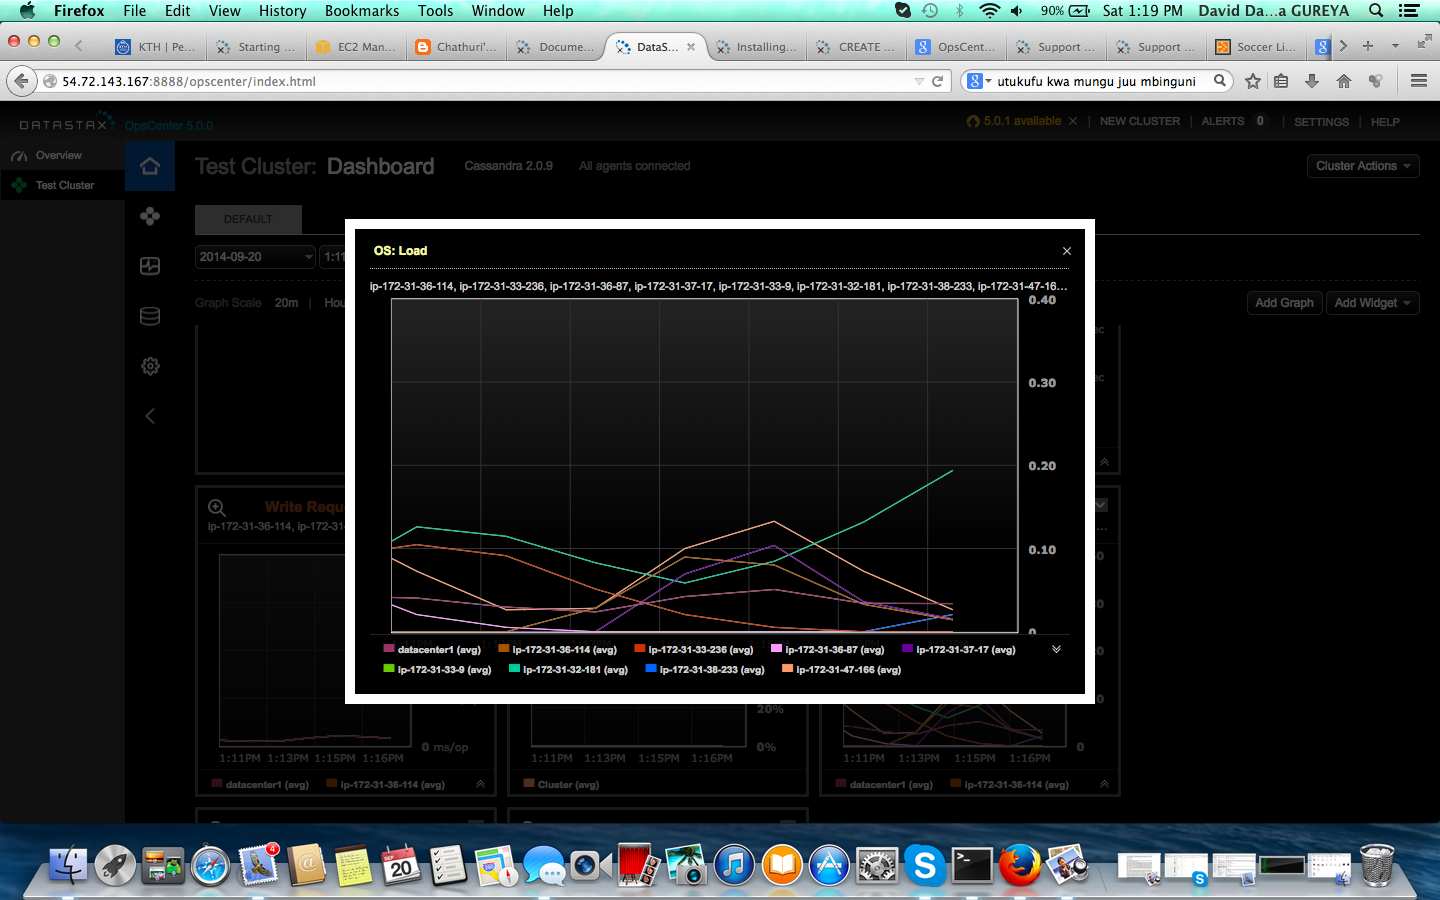 Firefox File Edit View History Bookmarks Tools Window Help 90% Sat 1:19 PM David Da...a GUREYA
KTH | Pe... Starting ... EC2 Man... Chathuri'... Docume... DataS... Installing... CREATE ... OpsCent... Support ... Support ... Soccer Li...
54.72.143.167:8888/opscenter/index.html utukufu kwa mungu juu mbinguni
DATASTAX OpsCenter 5.0.0 5.0.1 available × | NEW CLUSTER | ALERTS 0 | SETTINGS | HELP
Overview
Test Cluster
Test Cluster: Dashboard Cassandra 2.0.9 All agents connected Cluster Actions
DEFAULT
2014-09-20 1:11
Graph Scale 20m | Hou
Add Graph Add Widget
OS: Load ×
ip-172-31-36-114, ip-172-31-33-236, ip-172-31-36-87, ip-172-31-37-17, ip-172-31-33-9, ip-172-31-32-181, ip-172-31-38-233, ip-172-31-47-16...
0.40
0.30
0.20
0.10
0
datacenter1 (avg) ip-172-31-36-114 (avg) ip-172-31-33-236 (avg) ip-172-31-36-87 (avg) ip-172-31-37-17 (avg)
ip-172-31-33-9 (avg) ip-172-31-32-181 (avg) ip-172-31-38-233 (avg) ip-172-31-47-166 (avg)
Write Requ
ip-172-31-36-114, ip-172-31
0 ms/op
1:11PM 1:13PM 1:15PM 1:16PM
datacenter1 (avg) ip-172-31-36-114 (avg)
20%
0%
1:11PM 1:13PM 1:15PM 1:16PM
Cluster (avg)
0
1:11PM 1:13PM 1:15PM 1:16PM
datacenter1 (avg) ip-172-31-36-114 (avg)
4
SEP
20